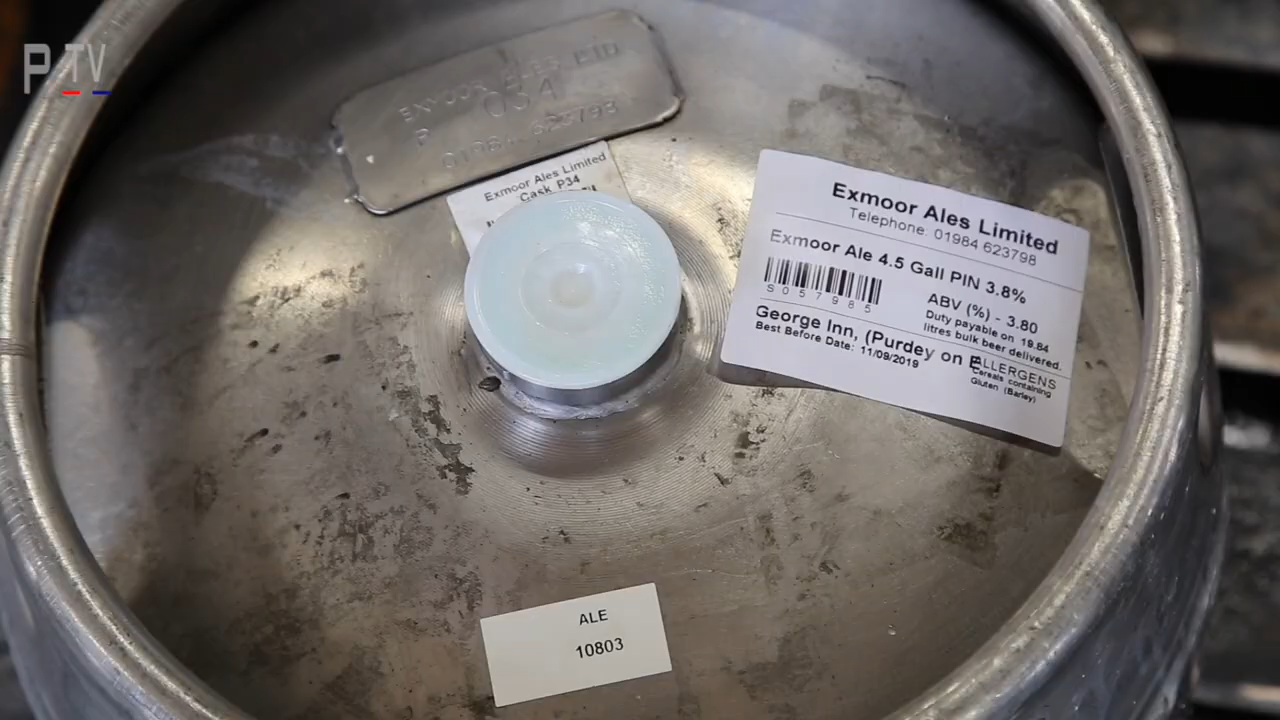 P TV
EXMOOR ALES LTD
034
P
01984 623798
Exmoor Ales Limited
Cask P34
Exmoor Ales Limited
Telephone: 01984 623798
Exmoor Ale 4.5 Gall PIN 3.8%
S057985
ABV (%) - 3.80
Duty payable on 19.84
litres bulk beer delivered.
George Inn, (Purdey on
Best Before Date: 11/09/2019
ALLERGENS
Cereals containing
Gluten (Barley)
ALE
10803